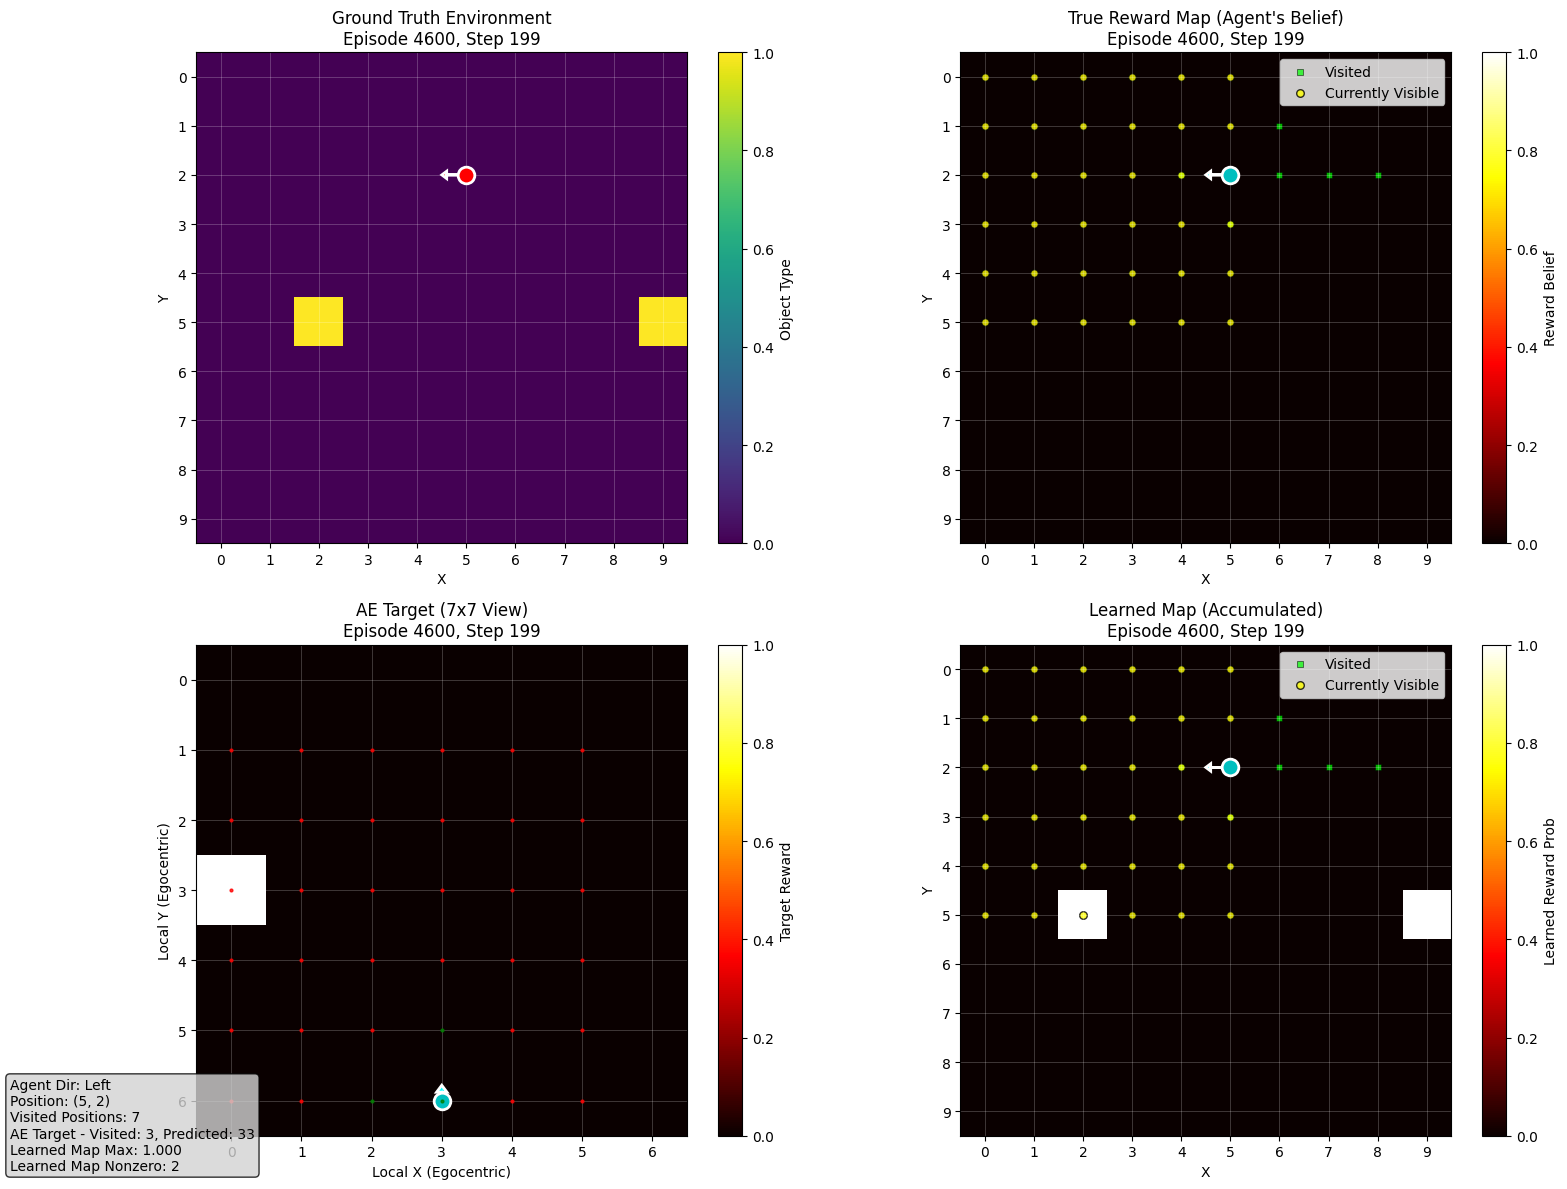 Ground Truth Environment
Episode 4600, Step 199
0
1
2
3
4
5
6
7
8
9
Y
0 1 2 3 4 5 6 7 8 9
X
1.0
0.8
0.6
0.4
0.2
0.0
Object Type
True Reward Map (Agent's Belief)
Episode 4600, Step 199
Visited
Currently Visible
0
1
2
3
4
5
6
7
8
9
Y
0 1 2 3 4 5 6 7 8 9
X
1.0
0.8
0.6
0.4
0.2
0.0
Reward Belief
AE Target (7x7 View)
Episode 4600, Step 199
0
1
2
3
4
5
6
Local Y (Egocentric)
0 1 2 3 4 5 6
Local X (Egocentric)
1.0
0.8
0.6
0.4
0.2
0.0
Target Reward
Learned Map (Accumulated)
Episode 4600, Step 199
Visited
Currently Visible
0
1
2
3
4
5
6
7
8
9
Y
0 1 2 3 4 5 6 7 8 9
X
1.0
0.8
0.6
0.4
0.2
0.0
Learned Reward Prob
Agent Dir: Left
Position: (5, 2)
Visited Positions: 7
AE Target - Visited: 3, Predicted: 33
Learned Map Max: 1.000
Learned Map Nonzero: 2